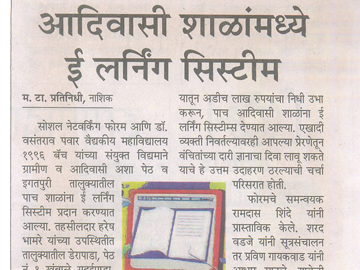 आदिवासी शाळांमध्ये
ई लर्निंग सिस्टीम
म. टा. प्रतिनिधी, नाशिक
सोशल नेटवर्किंग फोरम आणि डॉ.
वसंतराव पवार वैद्यकीय महाविद्यालय
१९९६ बॅच यांच्या संयुक्त विद्यमाने
ग्रामीण व आदिवासी अशा पेठ व
इगतपुरी तालुक्यातील
पाच शाळांना ई लर्निंग
सिस्टीम प्रदान करण्यात
आल्या. तहसीलदार हरेष
भामरे यांच्या उपस्थितीत
तालुक्यातील डेरापाडा, पेठ
यातून अडीच लाख रुपयांचा निधी उभा
करून, पाच आदिवासी शाळांना ई
लर्निंग सिस्टीम्स देण्यात आल्या. एखादी
व्यक्ती निवर्तल्यावरही आपल्या प्रेरणेतून
वंचितांच्या दारी ज्ञानाचा दिवा लावू शकते
याचे हे उत्तम उदाहरण ठरल्याची चर्चा
परिसरात होती.
फोरमचे समन्वयक
रामदास शिंदे यांनी
प्रास्ताविक केले. शरद
वडजे यांनी सूत्रसंचालन
तर प्रविण गायकवाड यांनी